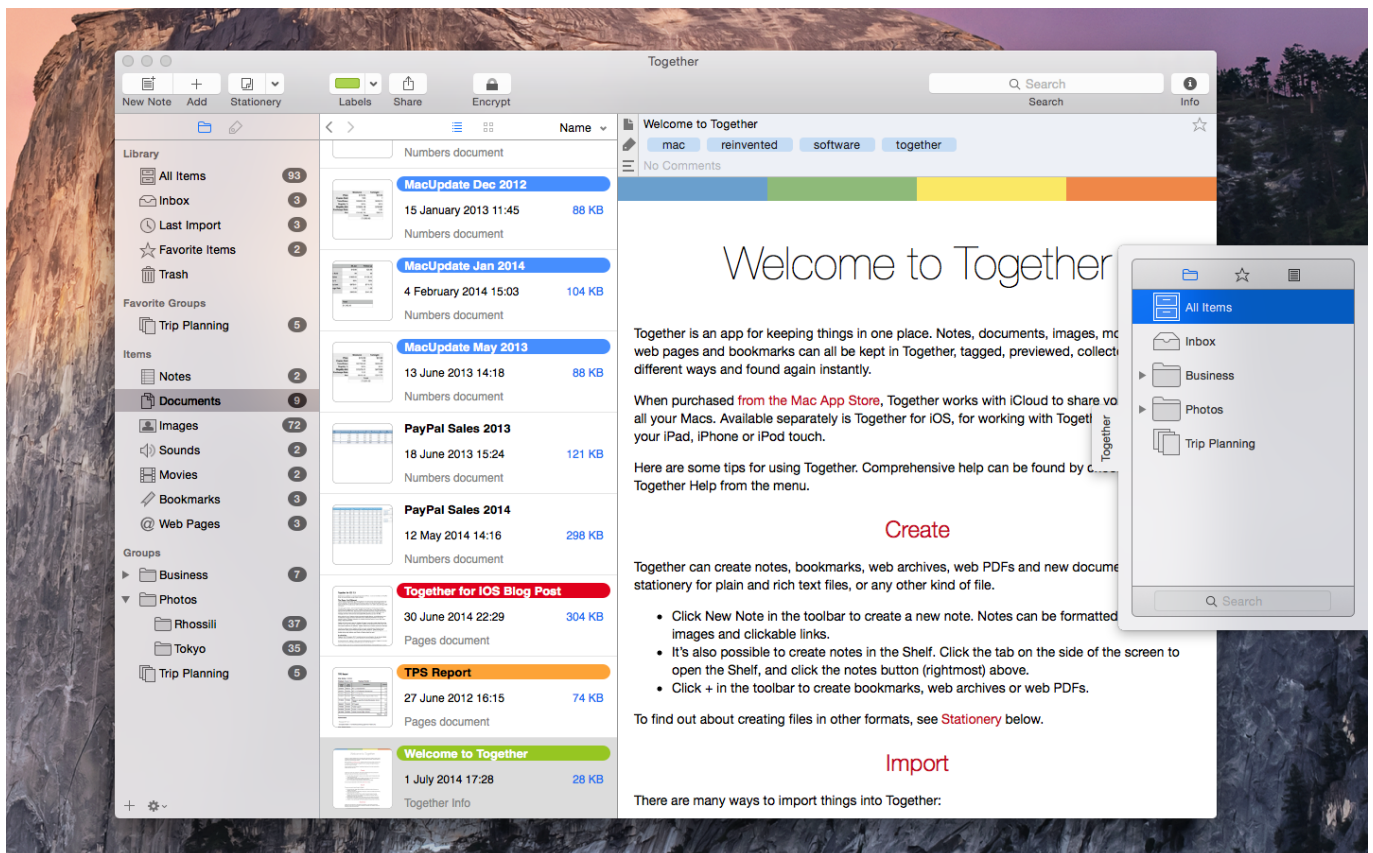 Together
New Note
Add
Stationery
Labels
Share
Encrypt
Search
Search
Info
Library
All Items 93
Inbox 3
Last Import 3
Favorite Items 2
Trash
Favorite Groups
Trip Planning 5
Items
Notes 2
Documents 9
Images 72
Sounds 2
Movies 2
Bookmarks 3
Web Pages 3
Groups
Business 7
Photos
Rhossili 37
Tokyo 35
Trip Planning 5
Name
Numbers document
MacUpdate Dec 2012
15 January 2013 11:45 88 KB
Numbers document
MacUpdate Jan 2014
4 February 2014 15:03 104 KB
Numbers document
MacUpdate May 2013
13 June 2013 14:18 88 KB
Numbers document
PayPal Sales 2013
18 June 2013 15:24 121 KB
Numbers document
PayPal Sales 2014
12 May 2014 14:16 298 KB
Numbers document
Together for iOS Blog Post
30 June 2014 22:29 304 KB
Pages document
TPS Report
27 June 2012 16:15 74 KB
Pages document
Welcome to Together
1 July 2014 17:28 28 KB
Together Info
Welcome to Together
mac reinvented software together
No Comments
Welcome to Together
Together is an app for keeping things in one place. Notes, documents, images, mo
web pages and bookmarks can all be kept in Together, tagged, previewed, collecte
different ways and found again instantly.
When purchased from the Mac App Store, Together works with iCloud to share yo
all your Macs. Available separately is Together for iOS, for working with Togeth
your iPad, iPhone or iPod touch.
Here are some tips for using Together. Comprehensive help can be found by
Together Help from the menu.
Create
Together can create notes, bookmarks, web archives, web PDFs and new docume
stationery for plain and rich text files, or any other kind of file.
• Click New Note in the toolbar to create a new note. Notes can be formatted
images and clickable links.
• It's also possible to create notes in the Shelf. Click the tab on the side of the screen to
open the Shelf, and click the notes button (rightmost) above.
• Click + in the toolbar to create bookmarks, web archives or web PDFs.
To find out about creating files in other formats, see Stationery below.
Import
There are many ways to import things into Together:
Together
All Items
Inbox
Business
Photos
Trip Planning
Search